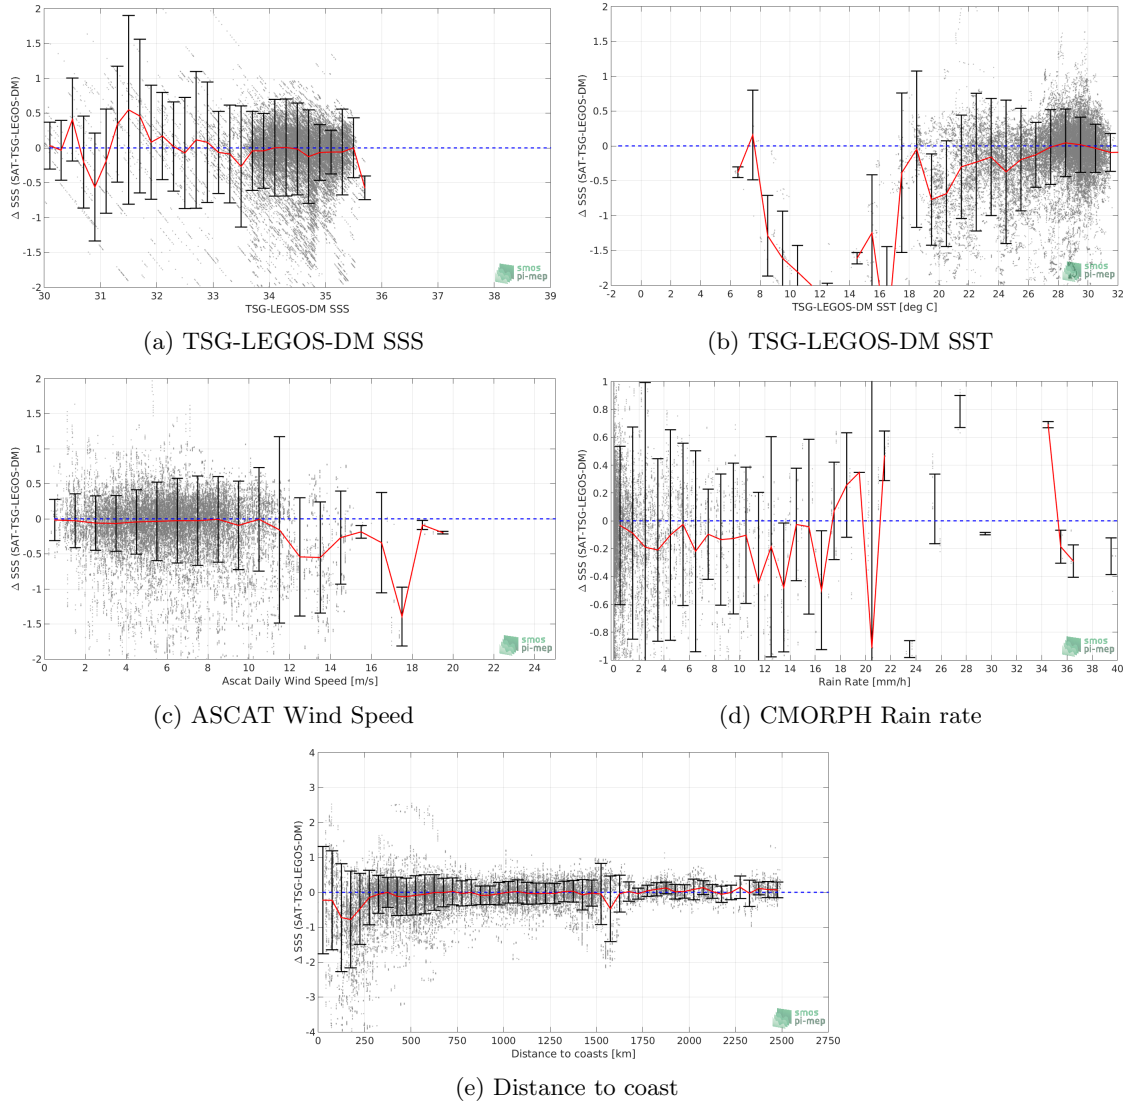 2
1.5
1
0.5
0
-0.5
-1
-1.5
-2
Δ SSS (SAT-TSG-LEGOS-DM)
30 31 32 33 34 35 36 37 38 39
TSG-LEGOS-DM SSS
smos
pi-mep
(a) TSG-LEGOS-DM SSS
2
1.5
1
0.5
0
-0.5
-1
-1.5
-2
Δ SSS (SAT-TSG-LEGOS-DM)
-2 0 2 4 6 8 10 12 14 16 18 20 22 24 26 28 30 32
TSG-LEGOS-DM SST [deg C]
smos
pi-mep
(b) TSG-LEGOS-DM SST
2
1.5
1
0.5
0
-0.5
-1
-1.5
-2
Δ SSS (SAT-TSG-LEGOS-DM)
0 2 4 6 8 10 12 14 16 18 20 22 24
Ascat Daily Wind Speed [m/s]
smos
pi-mep
(c) ASCAT Wind Speed
1
0.8
0.6
0.4
0.2
0
-0.2
-0.4
-0.6
-0.8
-1
Δ SSS (SAT-TSG-LEGOS-DM)
0 2 4 6 8 10 12 14 16 18 20 22 24 26 28 30 32 34 36 38 40
Rain Rate [mm/h]
smos
pi-mep
(d) CMORPH Rain rate
4
3
2
1
0
-1
-2
-3
-4
Δ SSS (SAT-TSG-LEGOS-DM)
0 250 500 750 1000 1250 1500 1750 2000 2250 2500 2750
Distance to coasts [km]
smos
pi-mep
(e) Distance to coast